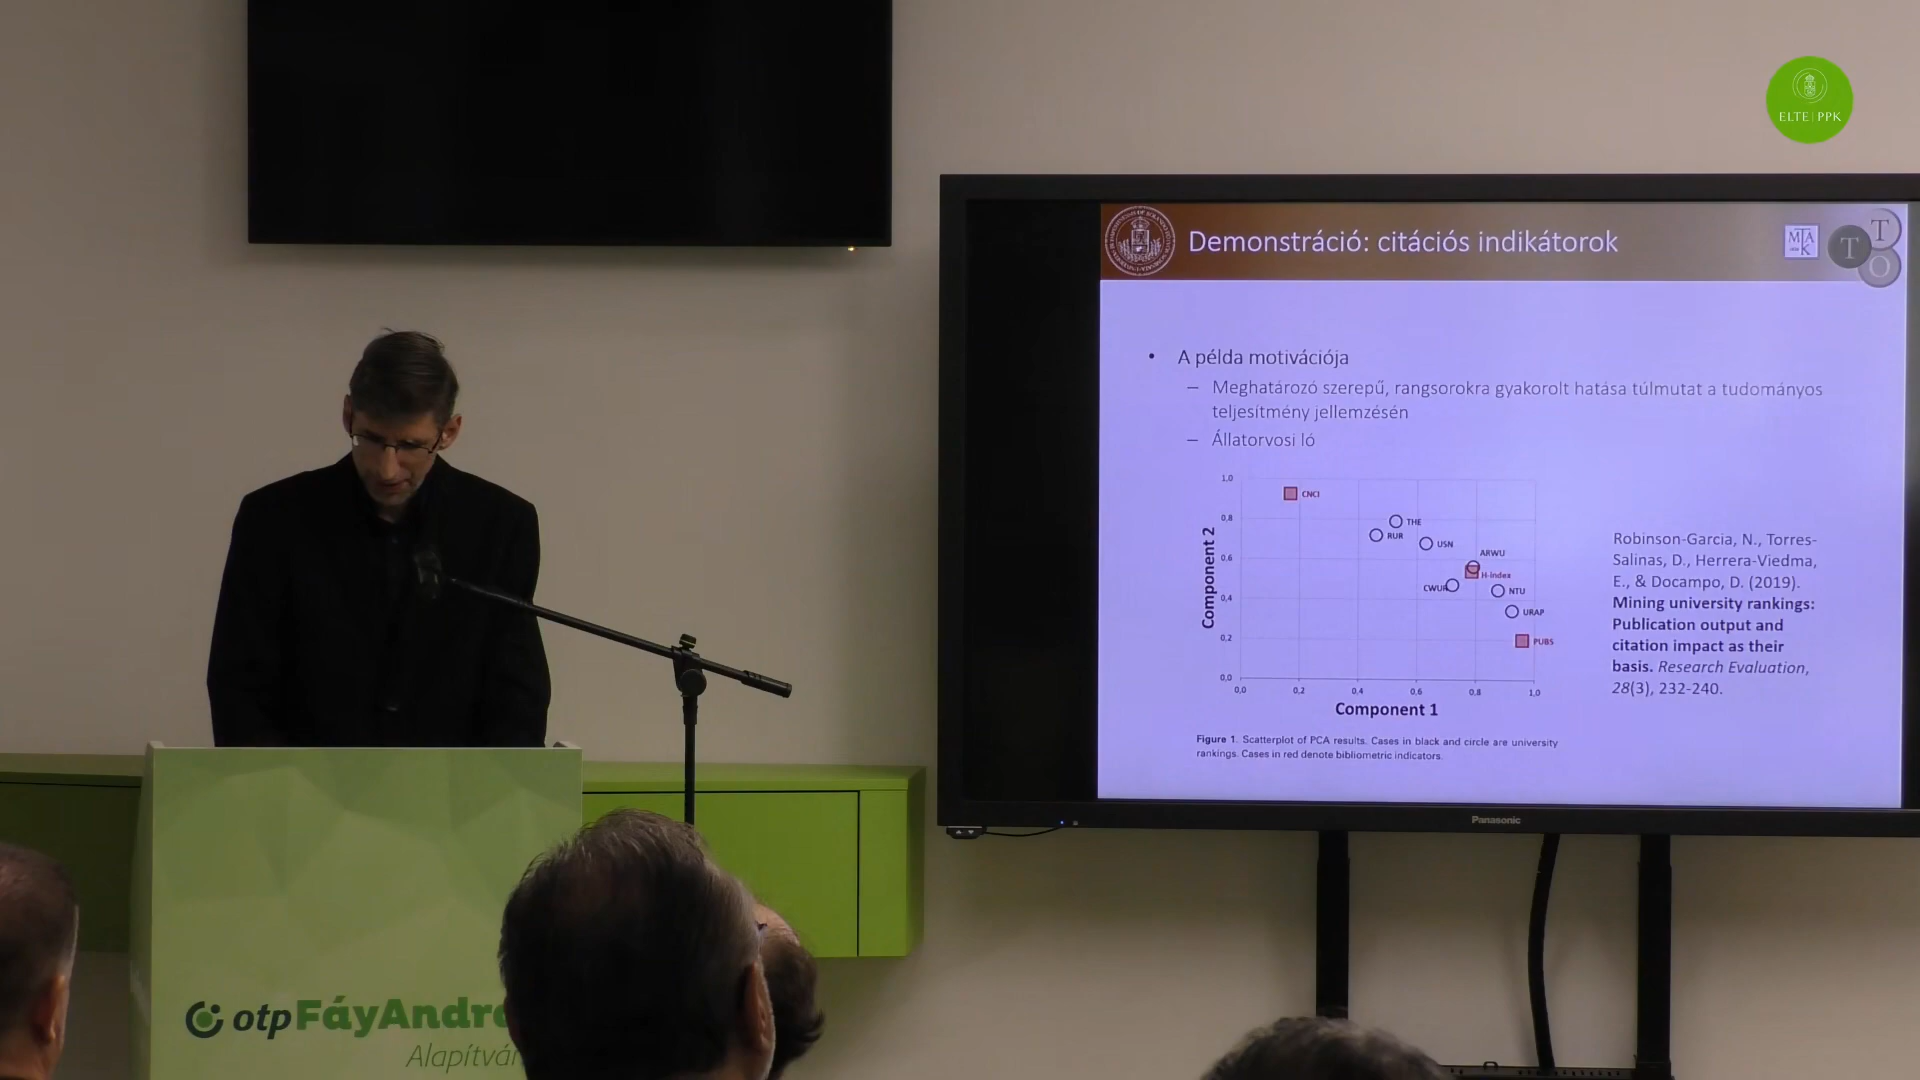 ELTE | PPK
Demonstráció: citációs indikátorok
M T A
K
T
T
O
• A példa motivációja
– Meghatározó szerepű, rangsorokra gyakorolt hatása túlmutat a tudományos
teljesítmény jellemzésén
– Állatorvosi ló
1,0
0,8
0,6
0,4
0,2
0,0
Component 2
CNCI
THE
RUR
USN
ARWU
H-Index
CWUR
NTU
URAP
PUBS
0,0 0,2 0,4 0,6 0,8 1,0
Component 1
Figure 1. Scatterplot of PCA results. Cases in black and circle are university
rankings. Cases in red denote bibliometric indicators.
Robinson-Garcia, N., Torres-
Salinas, D., Herrera-Viedma,
E., & Docampo, D. (2019).
Mining university rankings:
Publication output and
citation impact as their
basis. Research Evaluation,
28(3), 232-240.
Panasonic
otp FáyAndr
Alapítvá